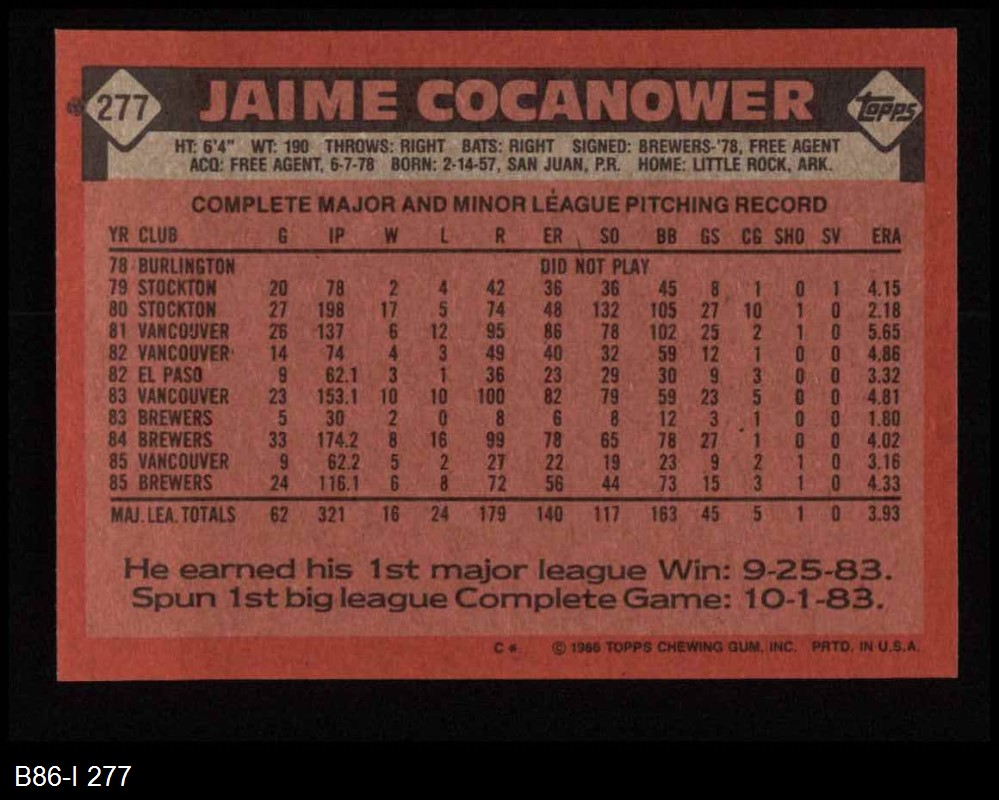 277 JAIME COCANOWER topps
HT: 6'4" WT: 190 THROWS: RIGHT BATS: RIGHT SIGNED: BREWERS-'78, FREE AGENT
ACQ: FREE AGENT, 6-7-78 BORN: 2-14-57, SAN JUAN, P.R. HOME: LITTLE ROCK, ARK.
COMPLETE MAJOR AND MINOR LEAGUE PITCHING RECORD
YR CLUB G IP W L R ER SO BB GS CG SHO SV ERA
78 BURLINGTON DID NOT PLAY
79 STOCKTON 20 78 2 4 42 36 36 45 8 1 0 1 4.15
80 STOCKTON 27 198 17 5 74 48 132 105 27 10 1 0 2.18
81 VANCOUVER 26 137 6 12 95 86 78 102 25 2 1 0 5.65
82 VANCOUVER 14 74 4 3 49 40 32 59 12 1 0 0 4.86
82 EL PASO 9 62.1 3 1 36 23 29 30 9 3 0 0 3.32
83 VANCOUVER 23 153.1 10 10 100 82 79 59 23 5 0 0 4.81
83 BREWERS 5 30 2 0 8 6 8 12 3 1 0 0 1.80
84 BREWERS 33 174.2 8 16 99 78 65 78 27 1 0 0 4.02
85 VANCOUVER 9 62.2 5 2 27 22 19 23 9 2 1 0 3.16
85 BREWERS 24 116.1 6 8 72 56 44 73 15 3 1 0 4.33
MAJ. LEA. TOTALS 62 321 16 24 179 140 117 163 45 5 1 0 3.93
He earned his 1st major league Win: 9-25-83.
Spun 1st big league Complete Game: 10-1-83.
C * © 1986 TOPPS CHEWING GUM, INC. PRTD. IN U.S.A.
B86-I 277